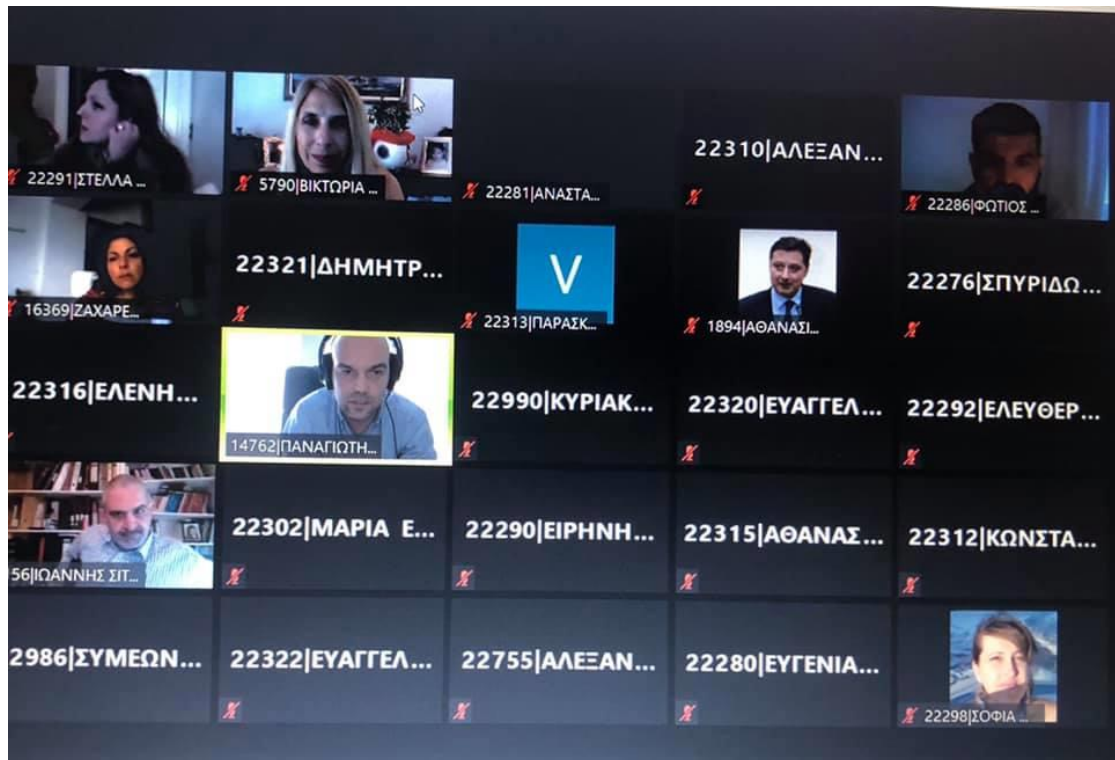 22291|ΣΤΕΛΛΑ ...
5790|ΒΙΚΤΩΡΙΑ ...
22281|ΑΝΑΣΤΑ...
22310|ΑΛΕΞΑΝ...
22286|ΦΩΤΙΟΣ ...
16369|ΖΑΧΑΡΕ...
22321|ΔΗΜΗΤΡ...
V
22313|ΠΑΡΑΣΚ...
1894|ΑΘΑΝΑΣΙ...
22276|ΣΠΥΡΙΔΩ...
22316|ΕΛΕΝΗ...
14762|ΠΑΝΑΓΙΩΤΗ...
22990|ΚΥΡΙΑΚ...
22320|ΕΥΑΓΓΕΛ...
22292|ΕΛΕΥΘΕΡ...
56|ΙΩΑΝΝΗΣ ΣΙΤ...
22302|ΜΑΡΙΑ Ε...
22290|ΕΙΡΗΝΗ...
22315|ΑΘΑΝΑΣ...
22312|ΚΩΝΣΤΑ...
2986|ΣΥΜΕΩΝ...
22322|ΕΥΑΓΓΕΛ...
22755|ΑΛΕΞΑΝ...
22280|ΕΥΓΕΝΙΑ...
22298|ΣΟΦΙΑ ...